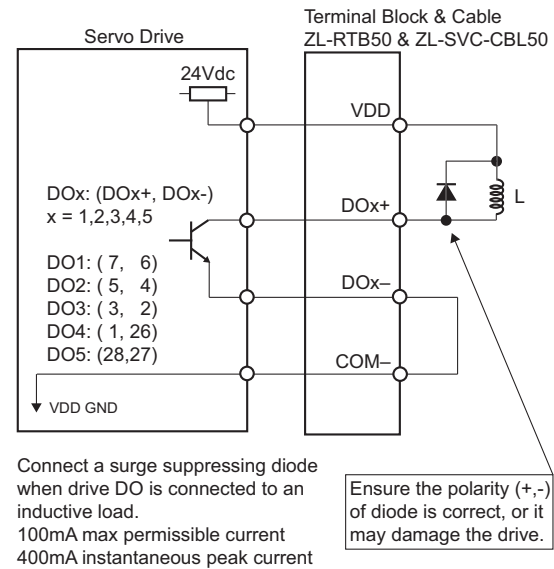 Terminal Block & Cable
Servo Drive
ZL-RTB50 & ZL-SVC-CBL50
24Vdc
VDD
DOx: (DOx+, DOx-)
x = 1,2,3,4,5
DOx+
L
DO1: ( 7, 6)
DO2: ( 5, 4)
DO3: ( 3, 2)
DO4: ( 1, 26)
DO5: (28,27)
DOx–
COM–
VDD GND
Connect a surge suppressing diode
when drive DO is connected to an
inductive load.
100mA max permissible current
400mA instantaneous peak current
Ensure the polarity (+,-)
of diode is correct, or it
may damage the drive.